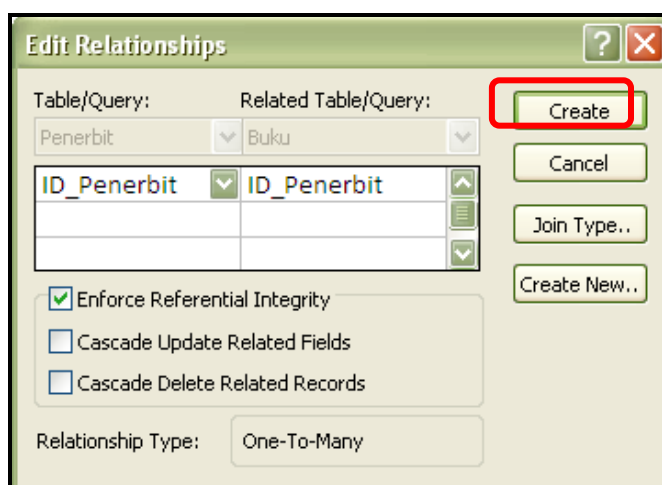 Edit Relationships
Table/Query: Related Table/Query:
Penerbit Buku
ID_Penerbit ID_Penerbit
Enforce Referential Integrity
Cascade Update Related Fields
Cascade Delete Related Records
Relationship Type: One-To-Many
Create
Cancel
Join Type..
Create New..